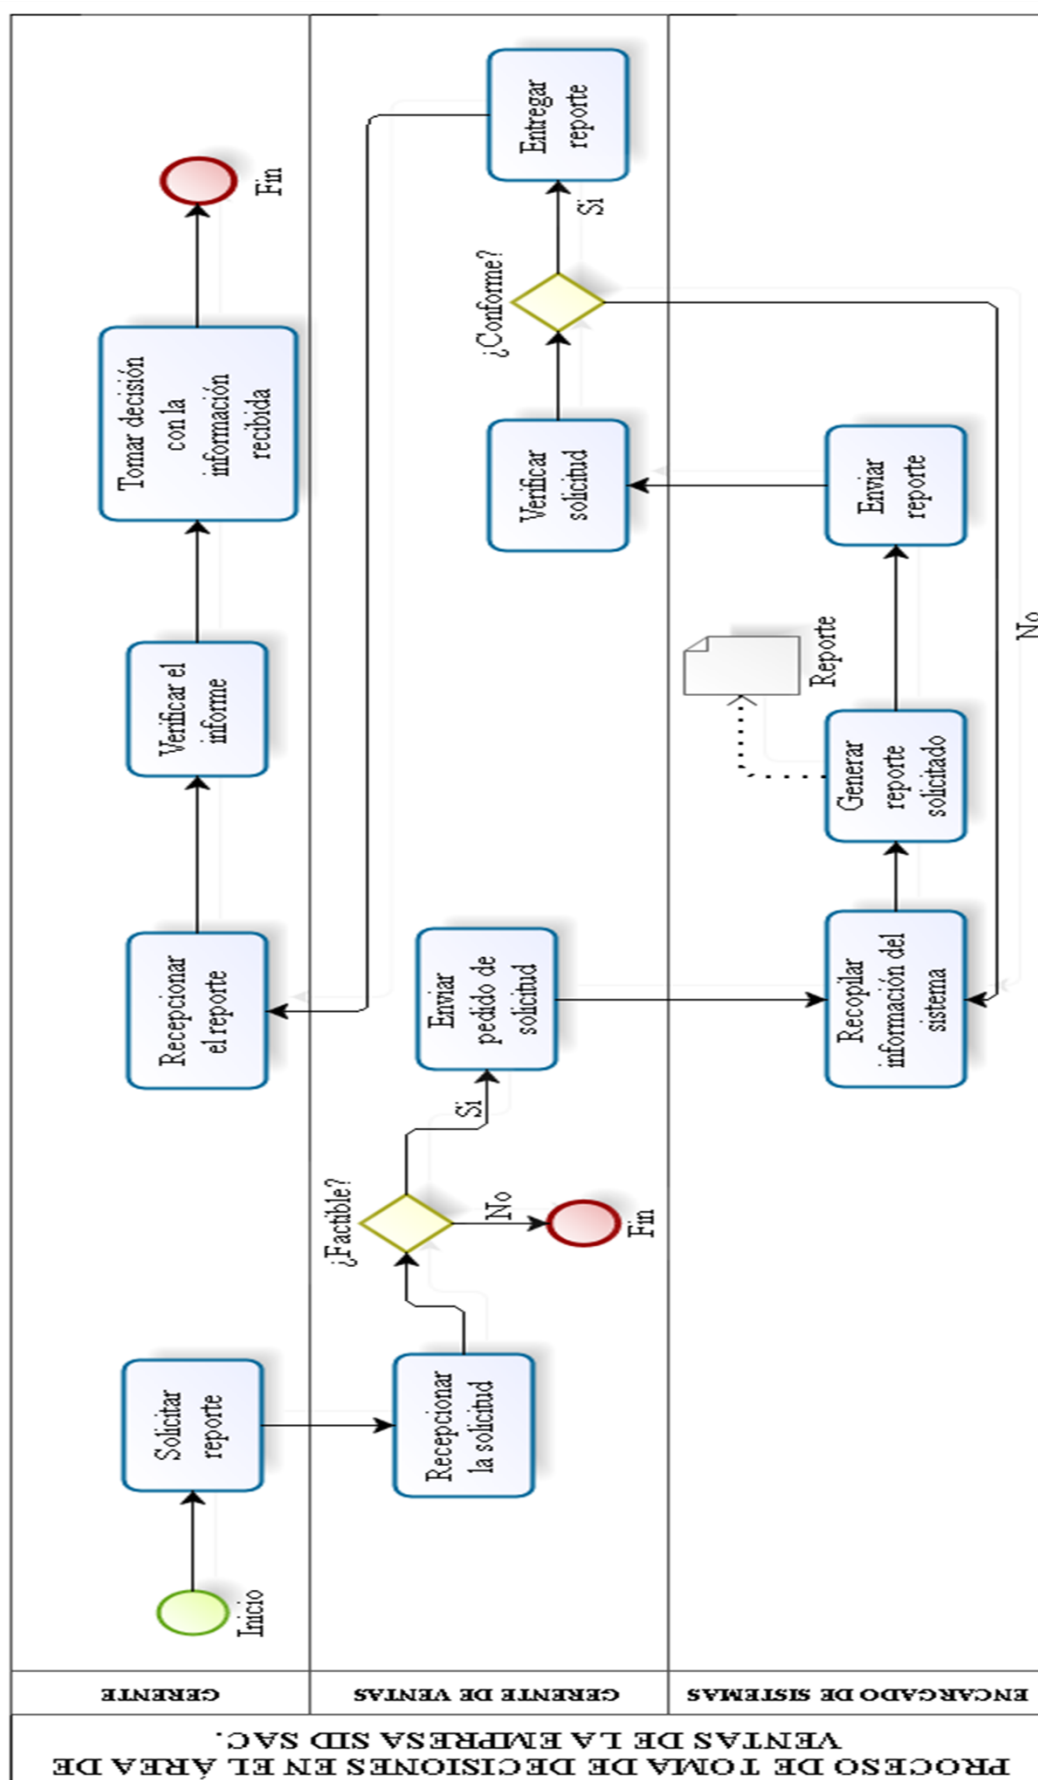 PROCESO DE TOMA DE DECISIONES EN EL ÁREA DE
VENTAS DE LA EMPRESA SID SAC.
GERENTE
Inicio
Solicitar
reporte
Recepcionar
el reporte
Verificar el
informe
Tomar decisión
con la
información
recibida
Fin
GERENTE DE VENTAS
Recepcionar
la solicitud
¿Factible?
No
Fin
Si
Enviar
pedido de
solicitud
Verificar
solicitud
¿Conforme?
Si
Entregar
reporte
ENCARGADO DE SISTEMAS
Recopilar
información del
sistema
Generar
reporte
solicitado
Reporte
Enviar
reporte
No